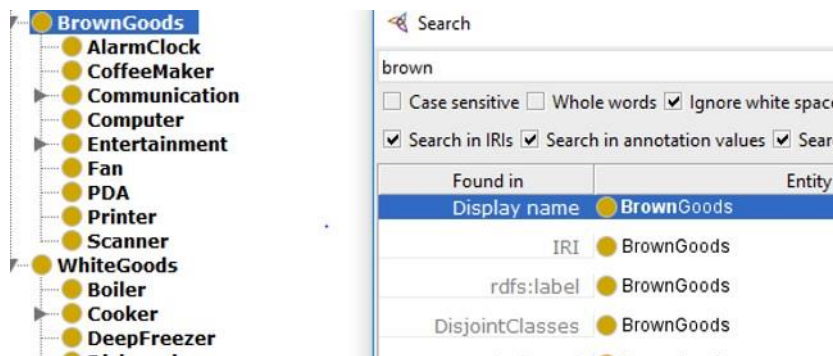 BrownGoods
AlarmClock
CoffeeMaker
Communication
Computer
Entertainment
Fan
PDA
Printer
Scanner
WhiteGoods
Boiler
Cooker
DeepFreezer
Search
brown
Case sensitive Whole words Ignore white space
Search in IRIs Search in annotation values
Found in Entity
Display name BrownGoods
IRI BrownGoods
rdfs:label BrownGoods
DisjointClasses BrownGoods